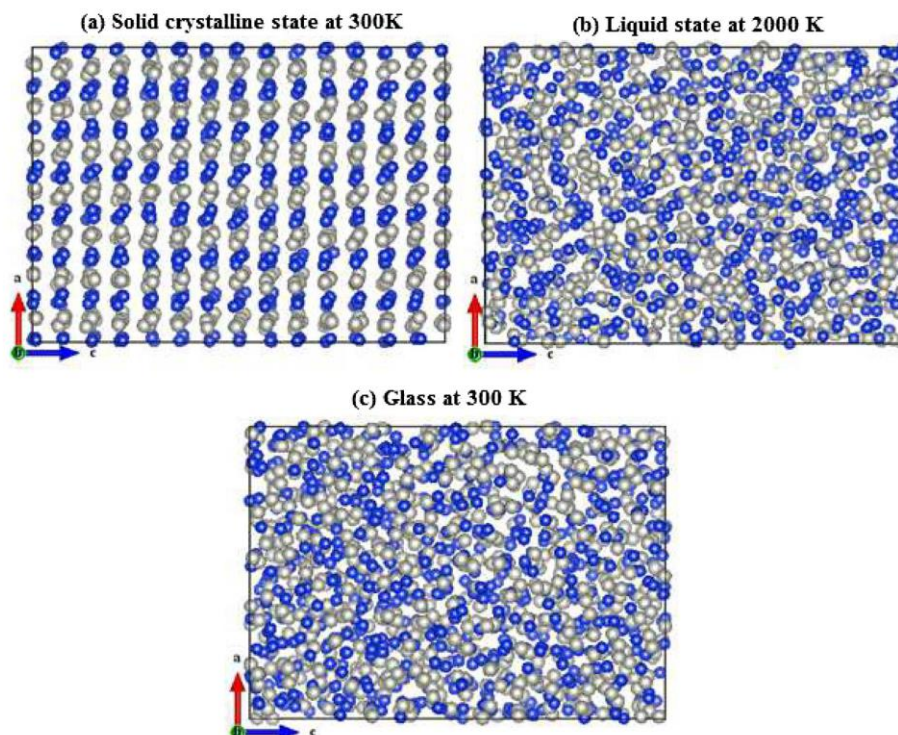 (a) Solid crystalline state at 300K
(b) Liquid state at 2000 K
a
b
c
a
b
c
(c) Glass at 300 K
a
b
c